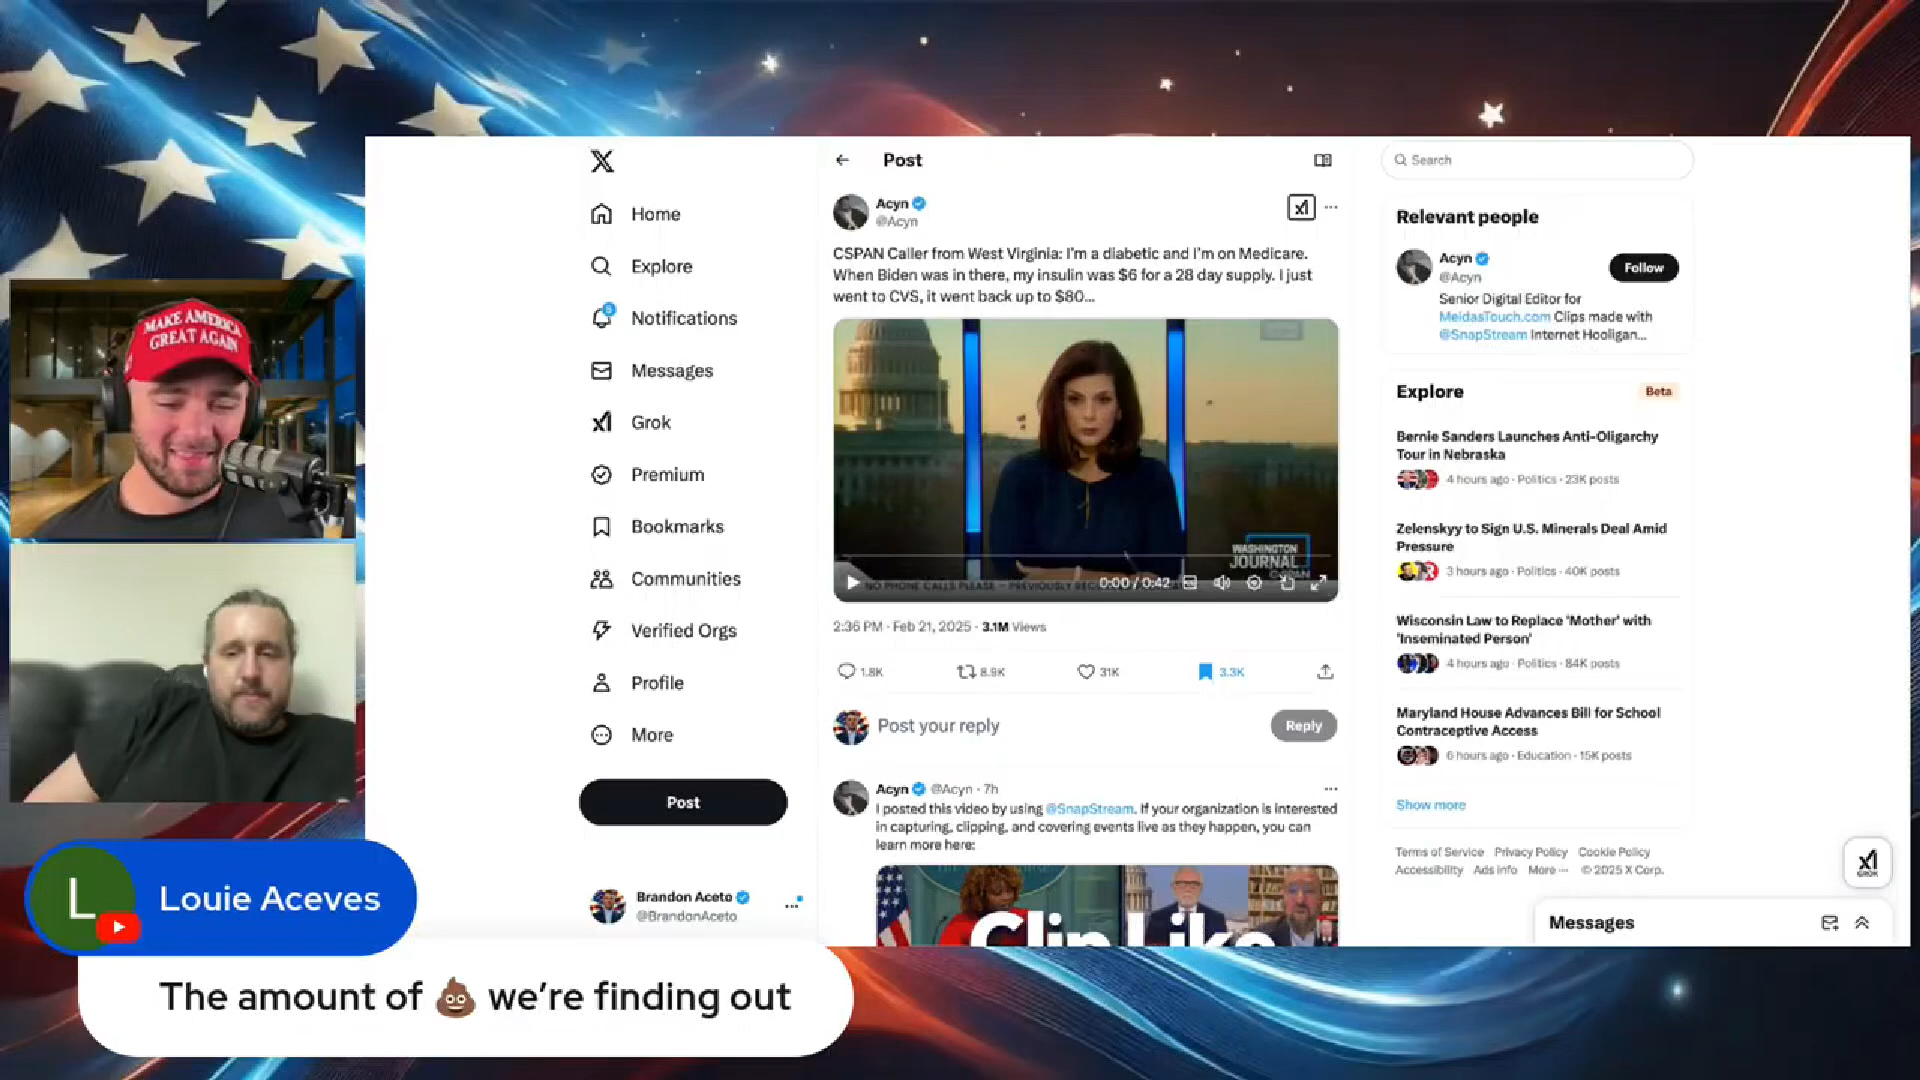 MAKE AMERICA
GREAT AGAIN
L
Louie Aceves
The amount of 💩 we're finding out
X
Home
Explore
5
Notifications
Messages
Grok
Premium
Bookmarks
Communities
Verified Orgs
Profile
More
Post
Brandon Aceto
@BrandonAceto
Post
Acyn
@Acyn
CSPAN Caller from West Virginia: I'm a diabetic and I'm on Medicare.
When Biden was in there, my insulin was $6 for a 28 day supply. I just
went to CVS, it went back up to $80...
WASHINGTON
JOURNAL
NO PHONE CALLS PLEASE — PREVIOUSLY
0:00 / 0:42
2:36 PM · Feb 21, 2025 · 3.1M Views
1.8K 8.9K 31K 3.3K
Post your reply
Reply
Acyn @Acyn · 7h
I posted this video by using @SnapStream. If your organization is interested
in capturing, clipping, and covering events live as they happen, you can
learn more here:
Clip Like
Search
Relevant people
Acyn
@Acyn
Follow
Senior Digital Editor for
MeidasTouch.com Clips made with
@SnapStream Internet Hooligan...
Explore
Beta
Bernie Sanders Launches Anti-Oligarchy
Tour in Nebraska
4 hours ago · Politics · 23K posts
Zelenskyy to Sign U.S. Minerals Deal Amid
Pressure
3 hours ago · Politics · 40K posts
Wisconsin Law to Replace 'Mother' with
'Inseminated Person'
4 hours ago · Politics · 84K posts
Maryland House Advances Bill for School
Contraceptive Access
6 hours ago · Education · 15K posts
Show more
Terms of Service Privacy Policy Cookie Policy
Accessibility Ads info More ··· © 2025 X Corp.
GROK
Messages